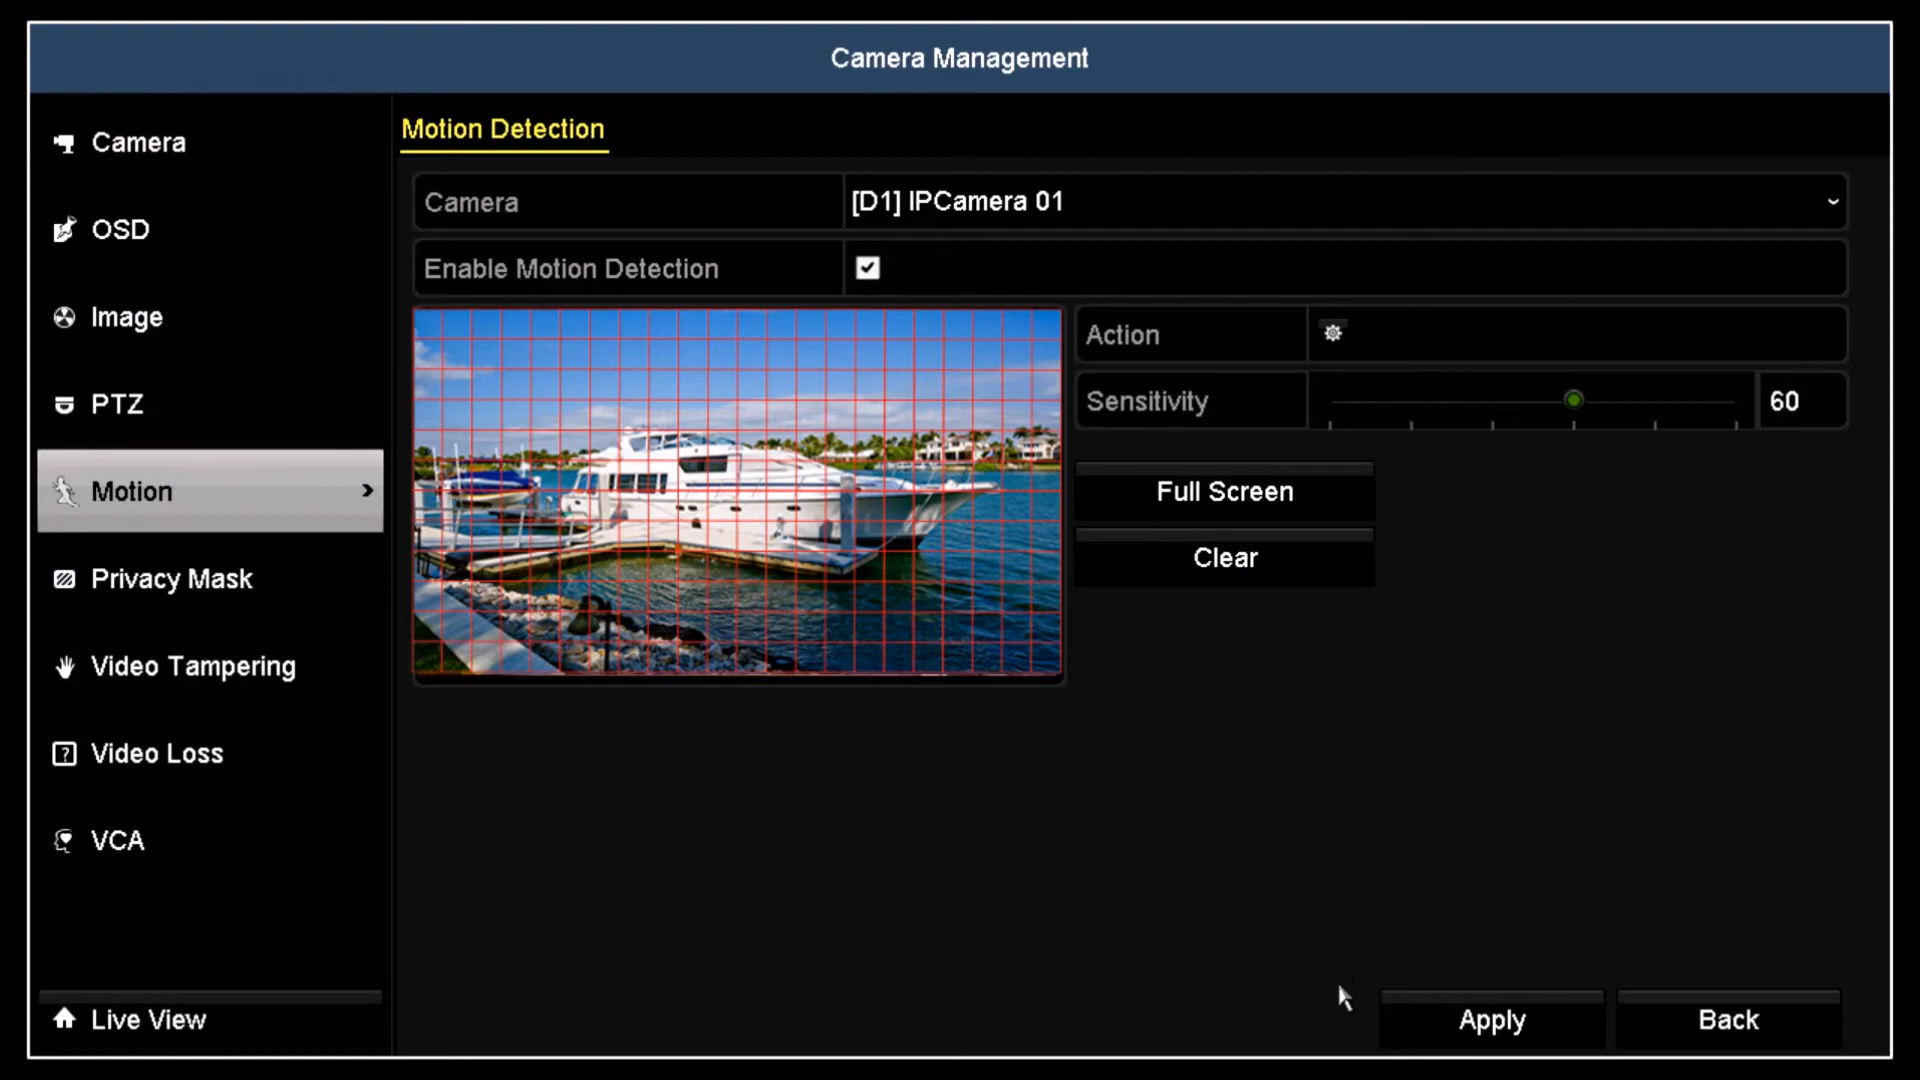 Camera Management
Camera
OSD
Image
PTZ
Motion
Privacy Mask
Video Tampering
Video Loss
VCA
Live View
Motion Detection
Camera [D1] IPCamera 01
Enable Motion Detection
Action
Sensitivity 60
Full Screen
Clear
Apply Back